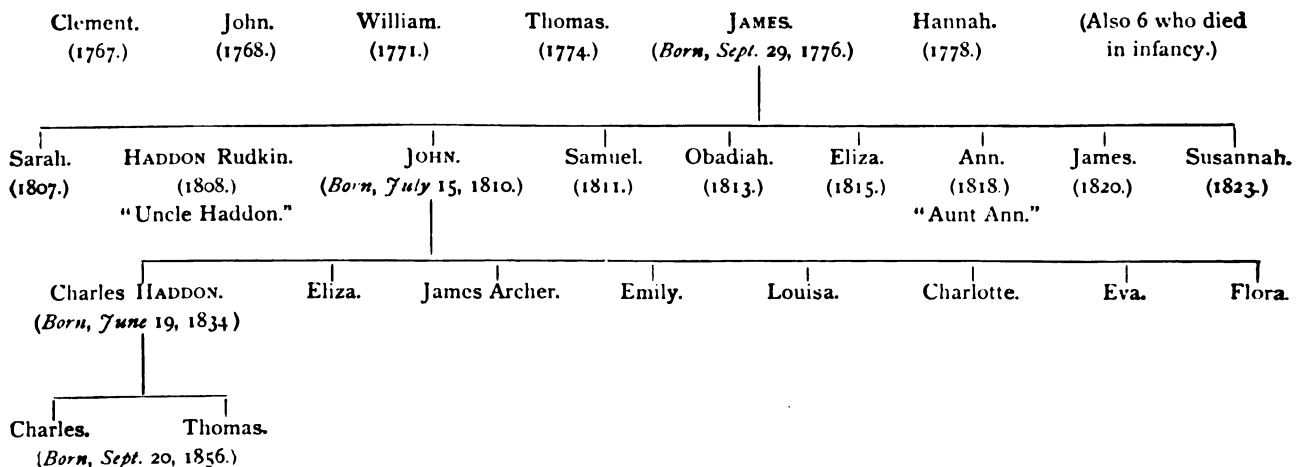 Clement. John. William. Thomas. JAMES. Hannah. (Also 6 who died
(1767.) (1768.) (1771.) (1774.) (Born, Sept. 29, 1776.) (1778.) in infancy.)
Sarah. HADDON Rudkin. JOHN. Samuel. Obadiah. Eliza. Ann. James. Susannah.
(1807.) (1808.) (Born, July 15, 1810.) (1811.) (1813.) (1815.) (1818.) (1820.) (1823.)
"Uncle Haddon." "Aunt Ann."
Charles HADDON. Eliza. James Archer. Emily. Louisa. Charlotte. Eva. Flora.
(Born, June 19, 1834)
Charles. Thomas.
(Born, Sept. 20, 1856.)